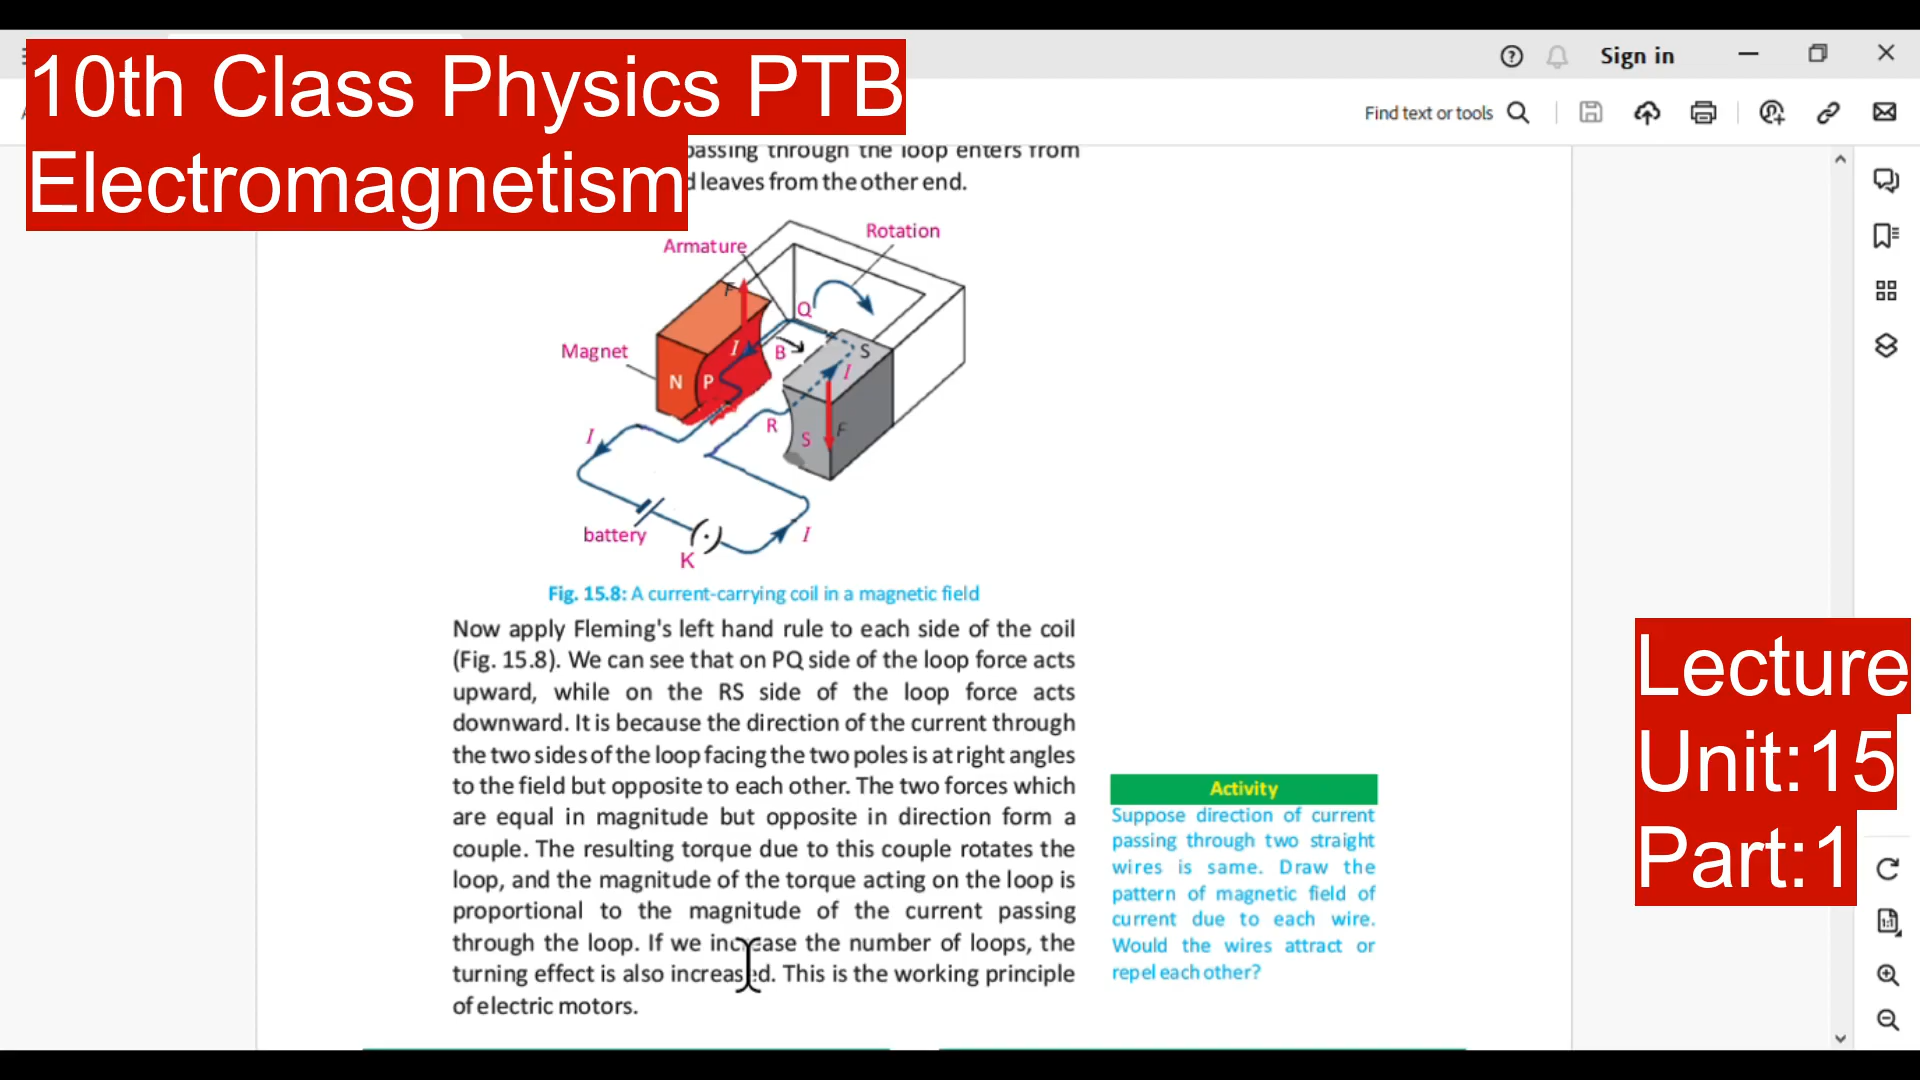 10th Class Physics PTB
Electromagnetism
Sign in
Find text or tools
passing through the loop enters from
d leaves from the other end.
Rotation
Armature
F
Q
Magnet
I
B
S
N
P
I
R
S
F
I
battery
K
I
Fig. 15.8: A current-carrying coil in a magnetic field
Now apply Fleming's left hand rule to each side of the coil
(Fig. 15.8). We can see that on PQ side of the loop force acts
upward, while on the RS side of the loop force acts
downward. It is because the direction of the current through
the two sides of the loop facing the two poles is at right angles
to the field but opposite to each other. The two forces which
are equal in magnitude but opposite in direction form a
couple. The resulting torque due to this couple rotates the
loop, and the magnitude of the torque acting on the loop is
proportional to the magnitude of the current passing
through the loop. If we increase the number of loops, the
turning effect is also increased. This is the working principle
of electric motors.
Activity
Suppose direction of current
passing through two straight
wires is same. Draw the
pattern of magnetic field of
current due to each wire.
Would the wires attract or
repel each other?
Lecture
Unit:15
Part:1
1:1